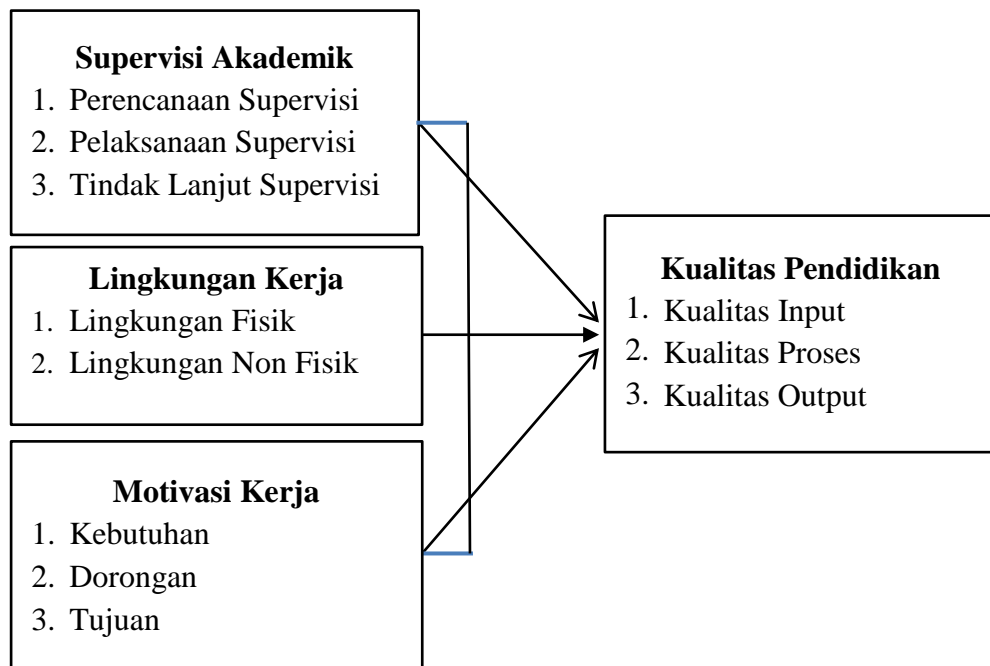 Supervisi Akademik
1. Perencanaan Supervisi
2. Pelaksanaan Supervisi
3. Tindak Lanjut Supervisi
Lingkungan Kerja
1. Lingkungan Fisik
2. Lingkungan Non Fisik
Motivasi Kerja
1. Kebutuhan
2. Dorongan
3. Tujuan
Kualitas Pendidikan
1. Kualitas Input
2. Kualitas Proses
3. Kualitas Output